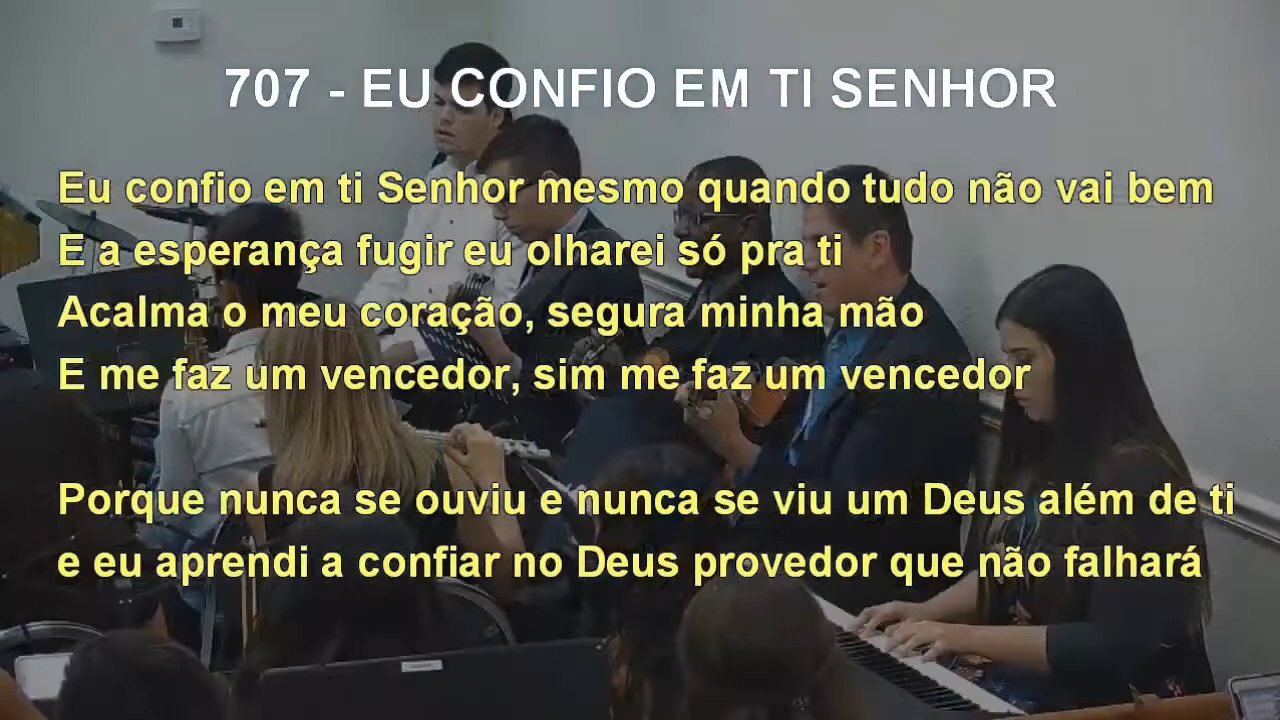 707 - EU CONFIO EM TI SENHOR
Eu confio em ti Senhor mesmo quando tudo não vai bem
E a esperança fugir eu olharei só pra ti
Acalma o meu coração, segura minha mão
E me faz um vencedor, sim me faz um vencedor
Porque nunca se ouviu e nunca se viu um Deus além de ti
e eu aprendi a confiar no Deus provedor que não falhará